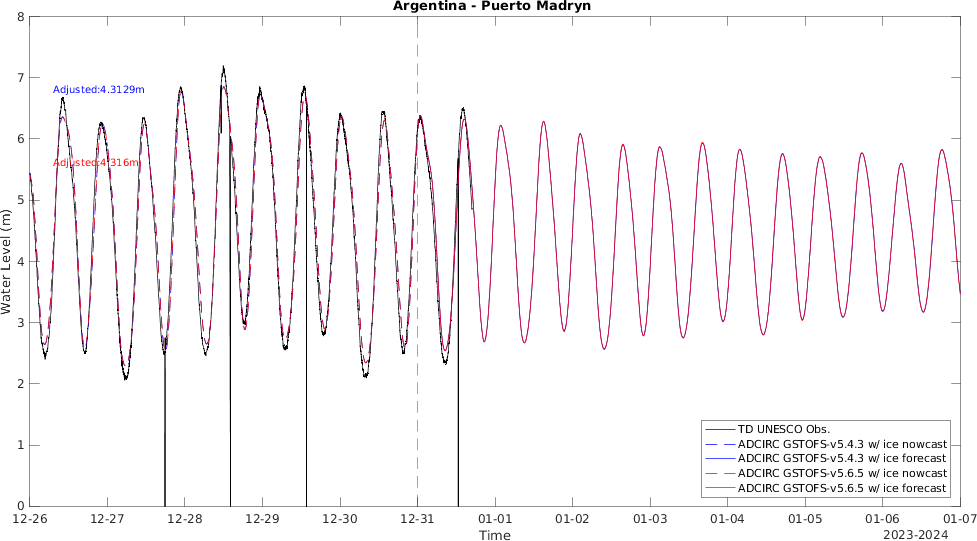 Argentina - Puerto Madryn
8
7
6
5
4
3
2
1
0
Water Level (m)
Adjusted:4.3129m
Adjusted:4.316m
TD UNESCO Obs.
ADCIRC GSTOFS-v5.4.3 w/ ice nowcast
ADCIRC GSTOFS-v5.4.3 w/ ice forecast
ADCIRC GSTOFS-v5.6.5 w/ ice nowcast
ADCIRC GSTOFS-v5.6.5 w/ ice forecast
12-26 12-27 12-28 12-29 12-30 12-31 01-01 01-02 01-03 01-04 01-05 01-06 01-07
Time
2023-2024